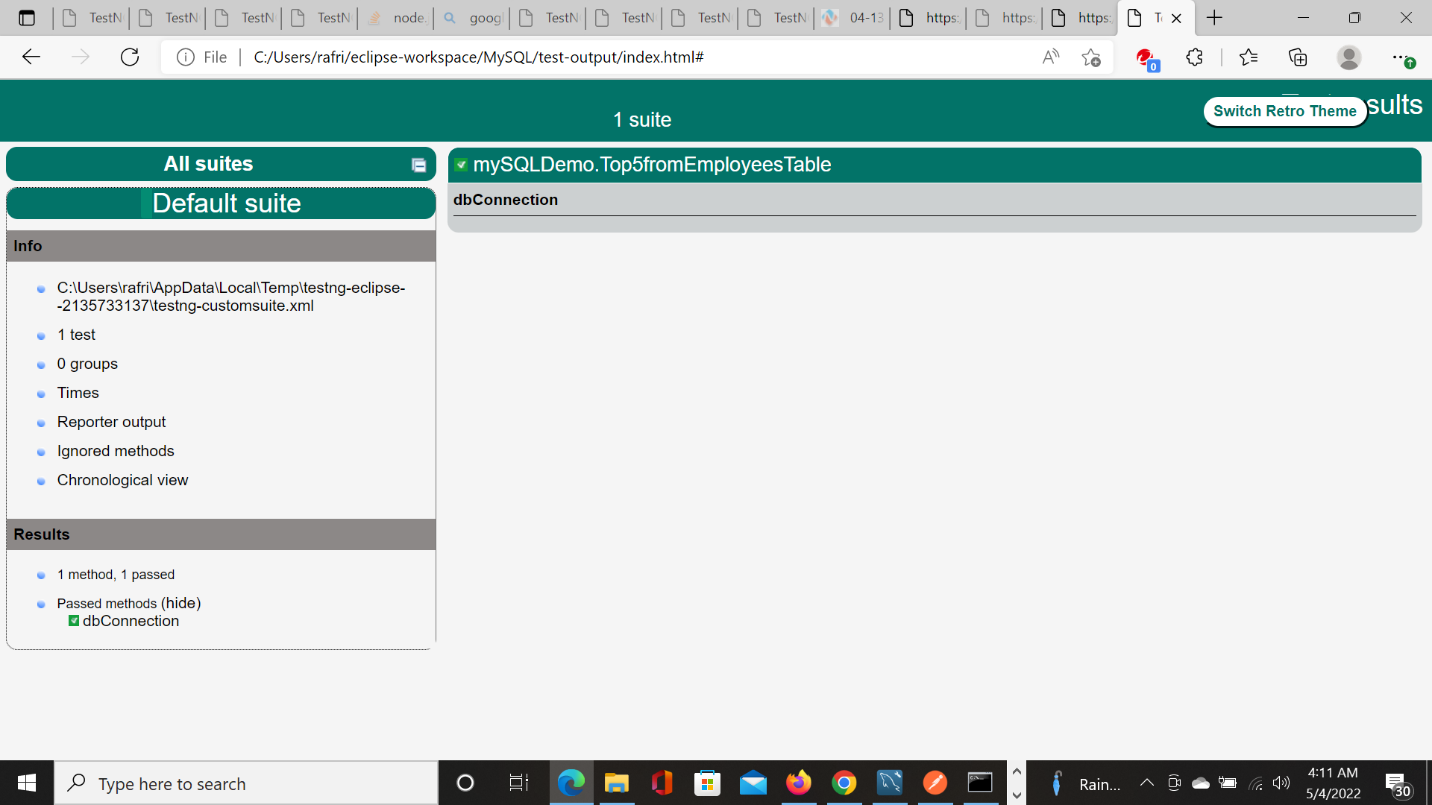 TestN
TestN
TestN
TestN
node.
goog
TestN
TestN
TestN
TestN
04-13
https:
https:
https:
File
C:/Users/rafri/eclipse-workspace/MySQL/test-output/index.html#
0
1 suite
Switch Retro Theme
sults
All suites
mySQLDemo.Top5fromEmployeesTable
Default suite
dbConnection
Info
C:\Users\rafri\AppData\Local\Temp\testng-eclipse-
-2135733137\testng-customsuite.xml
1 test
0 groups
Times
Reporter output
Ignored methods
Chronological view
Results
1 method, 1 passed
Passed methods (hide)
dbConnection
Type here to search
Rain...
4:11 AM
5/4/2022
30